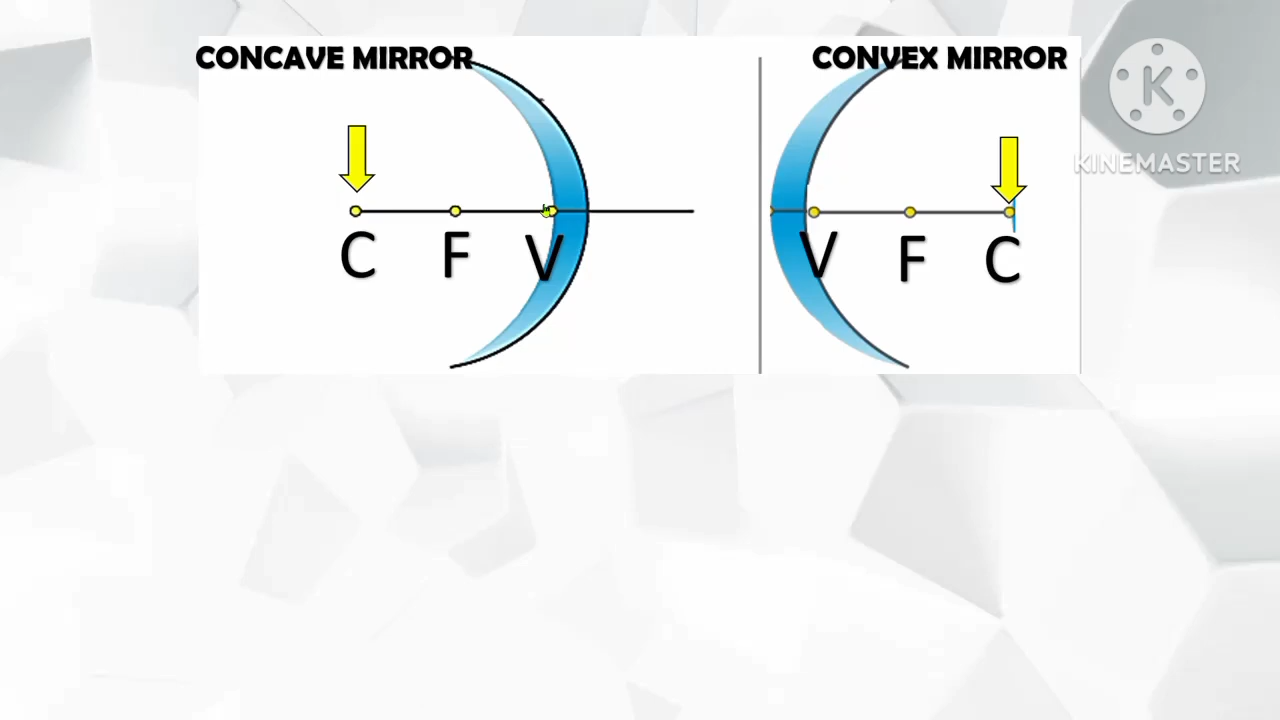 CONCAVE MIRROR
C F V
CONVEX MIRROR
V F C
K
KINEMASTER